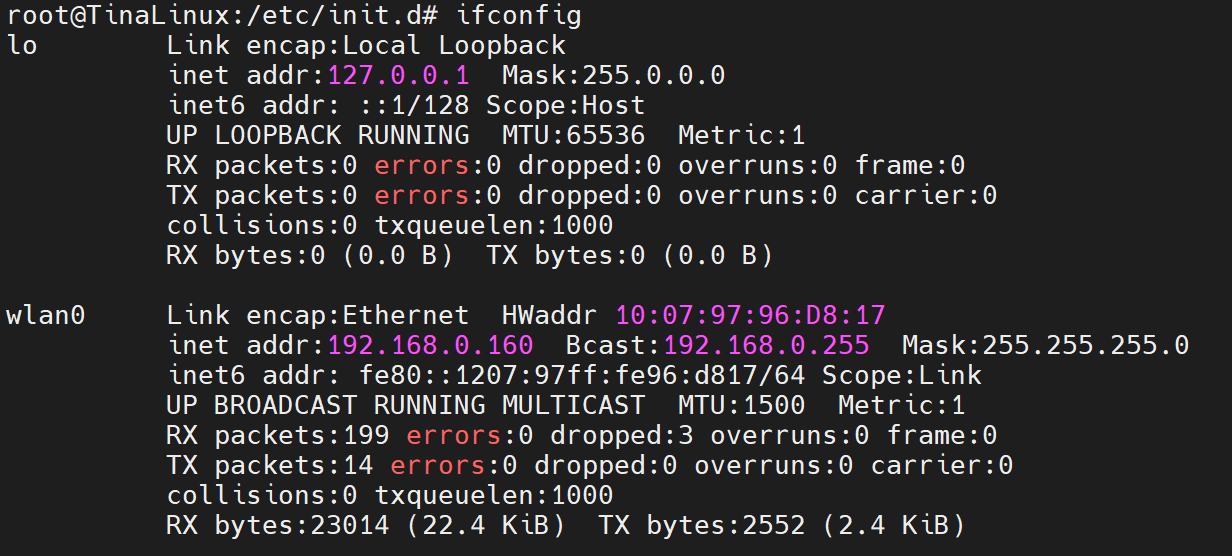 root@TinaLinux:/etc/init.d# ifconfig
lo        Link encap:Local Loopback
          inet addr:127.0.0.1  Mask:255.0.0.0
          inet6 addr: ::1/128 Scope:Host
          UP LOOPBACK RUNNING  MTU:65536  Metric:1
          RX packets:0 errors:0 dropped:0 overruns:0 frame:0
          TX packets:0 errors:0 dropped:0 overruns:0 carrier:0
          collisions:0 txqueuelen:1000
          RX bytes:0 (0.0 B)  TX bytes:0 (0.0 B)

wlan0     Link encap:Ethernet  HWaddr 10:07:97:96:D8:17
          inet addr:192.168.0.160  Bcast:192.168.0.255  Mask:255.255.255.0
          inet6 addr: fe80::1207:97ff:fe96:d817/64 Scope:Link
          UP BROADCAST RUNNING MULTICAST  MTU:1500  Metric:1
          RX packets:199 errors:0 dropped:3 overruns:0 frame:0
          TX packets:14 errors:0 dropped:0 overruns:0 carrier:0
          collisions:0 txqueuelen:1000
          RX bytes:23014 (22.4 KiB)  TX bytes:2552 (2.4 KiB)